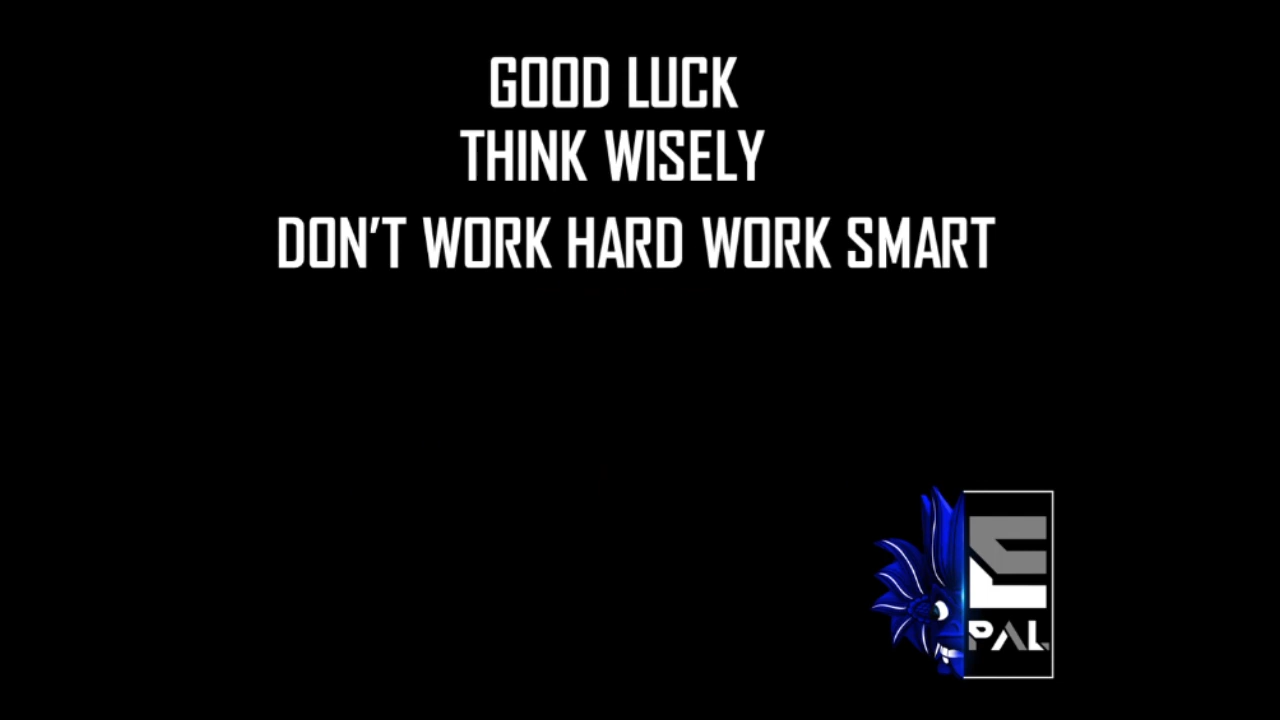 GOOD LUCK
THINK WISELY
DON'T WORK HARD WORK SMART
E
PAL